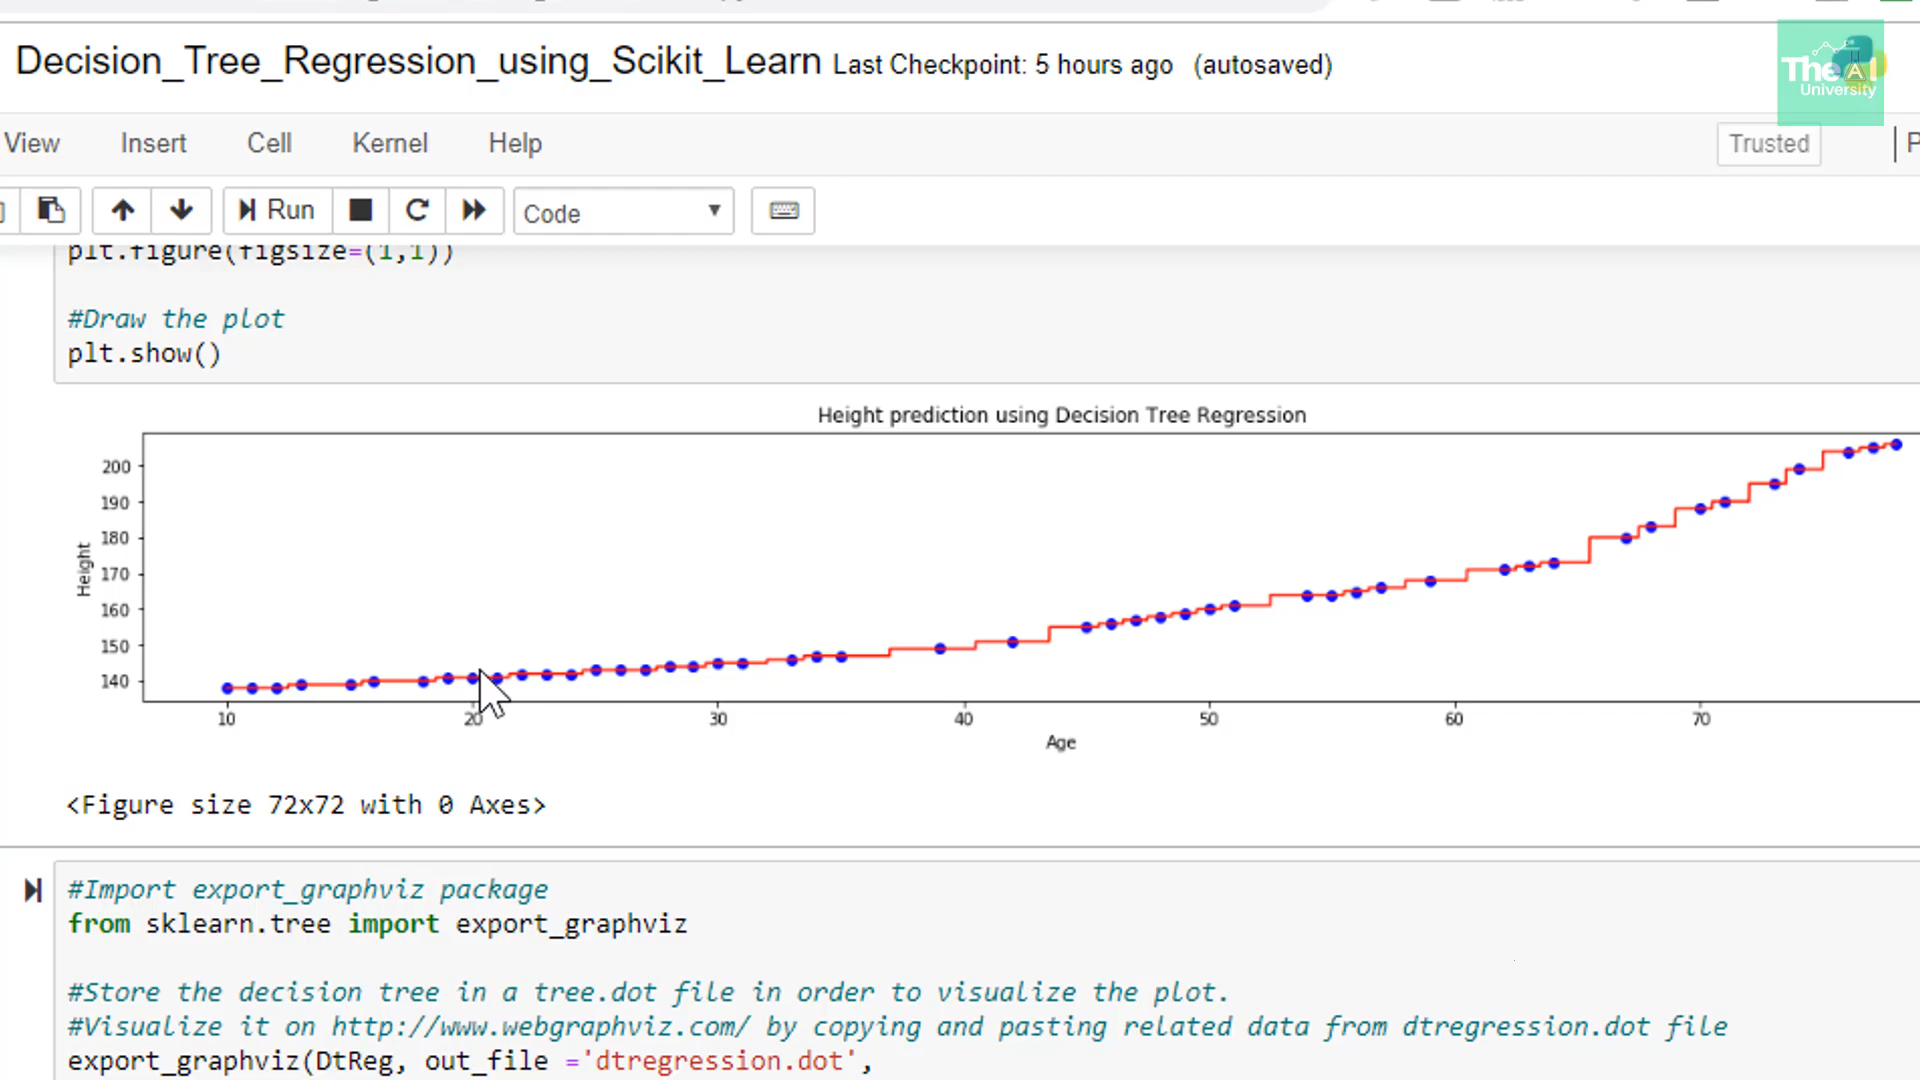 Decision_Tree_Regression_using_Scikit_Learn Last Checkpoint: 5 hours ago (autosaved)
The AI
University
View Insert Cell Kernel Help Trusted
Run Code
plt.figure(figsize=(1,1))
#Draw the plot
plt.show()
Height prediction using Decision Tree Regression
200
190
180
170
160
150
140
Height
10 20 30 40 50 60 70
Age
<Figure size 72x72 with 0 Axes>
#Import export_graphviz package
from sklearn.tree import export_graphviz
#Store the decision tree in a tree.dot file in order to visualize the plot.
#Visualize it on http://www.webgraphviz.com/ by copying and pasting related data from dtregression.dot file
export_graphviz(DtReg, out_file ='dtregression.dot',